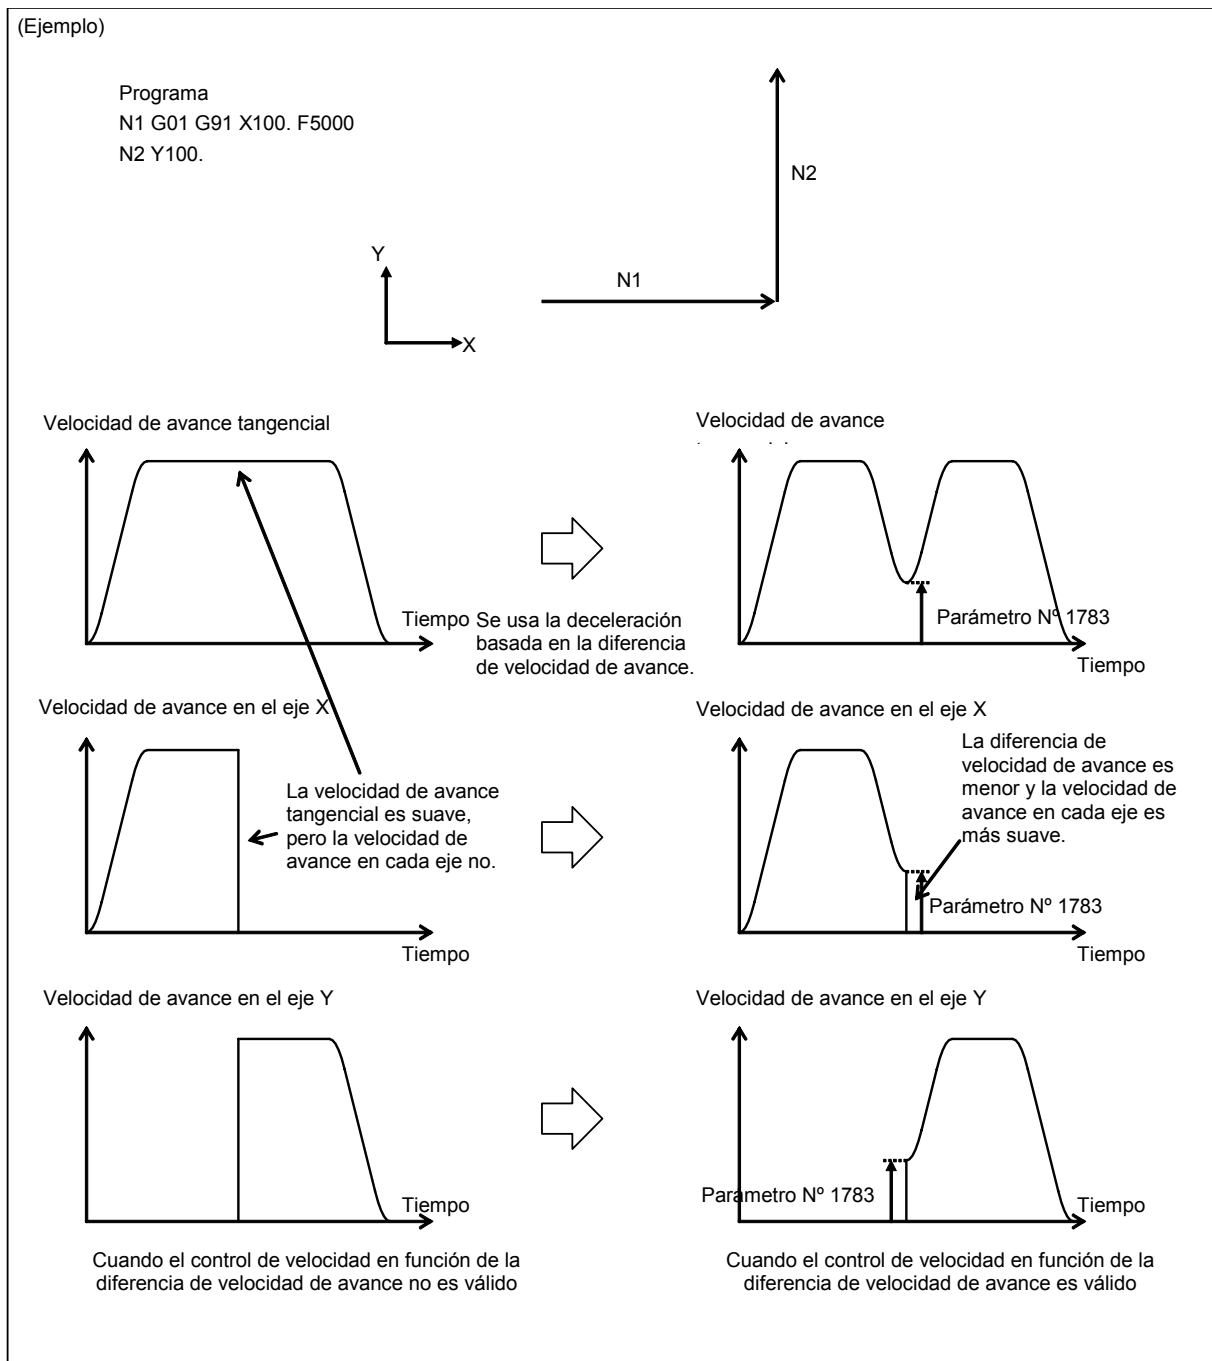 (Ejemplo)
Programa
N1 G01 G91 X100. F5000
N2 Y100.
N2
Y
N1
X
Velocidad de avance tangencial
Tiempo
Se usa la deceleración
basada en la diferencia
de velocidad de avance.
Velocidad de avance
Parámetro Nº 1783
Tiempo
Velocidad de avance en el eje X
La velocidad de avance
tangencial es suave,
pero la velocidad de
avance en cada eje no.
Tiempo
Velocidad de avance en el eje X
La diferencia de
velocidad de avance es
menor y la velocidad de
avance en cada eje es
más suave.
Parámetro Nº 1783
Tiempo
Velocidad de avance en el eje Y
Tiempo
Velocidad de avance en el eje Y
Parámetro Nº 1783
Tiempo
Cuando el control de velocidad en función de la
diferencia de velocidad de avance no es válido
Cuando el control de velocidad en función de la
diferencia de velocidad de avance es válido